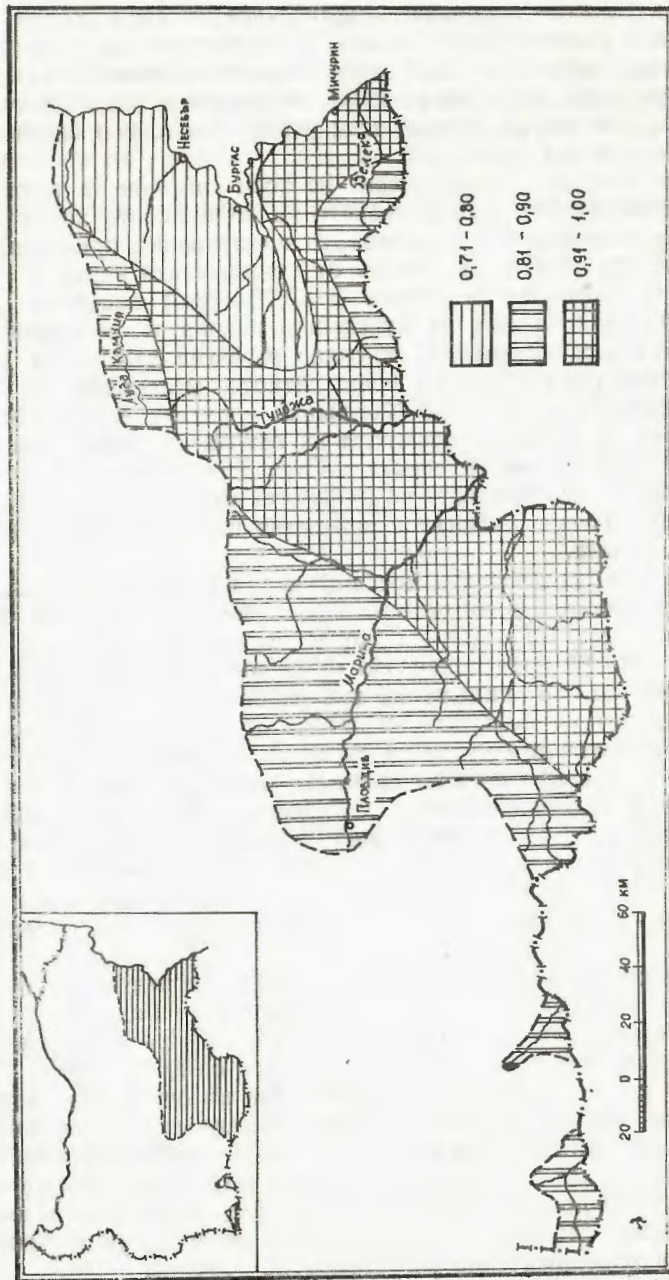 Несебър
Бургас
Мичурин
Велека
Луда Камчия
Тунджа
Марица
Пловдив
0,71 - 0,80
0,81 - 0,90
0,91 - 1,00
20 0 20 40 60 км